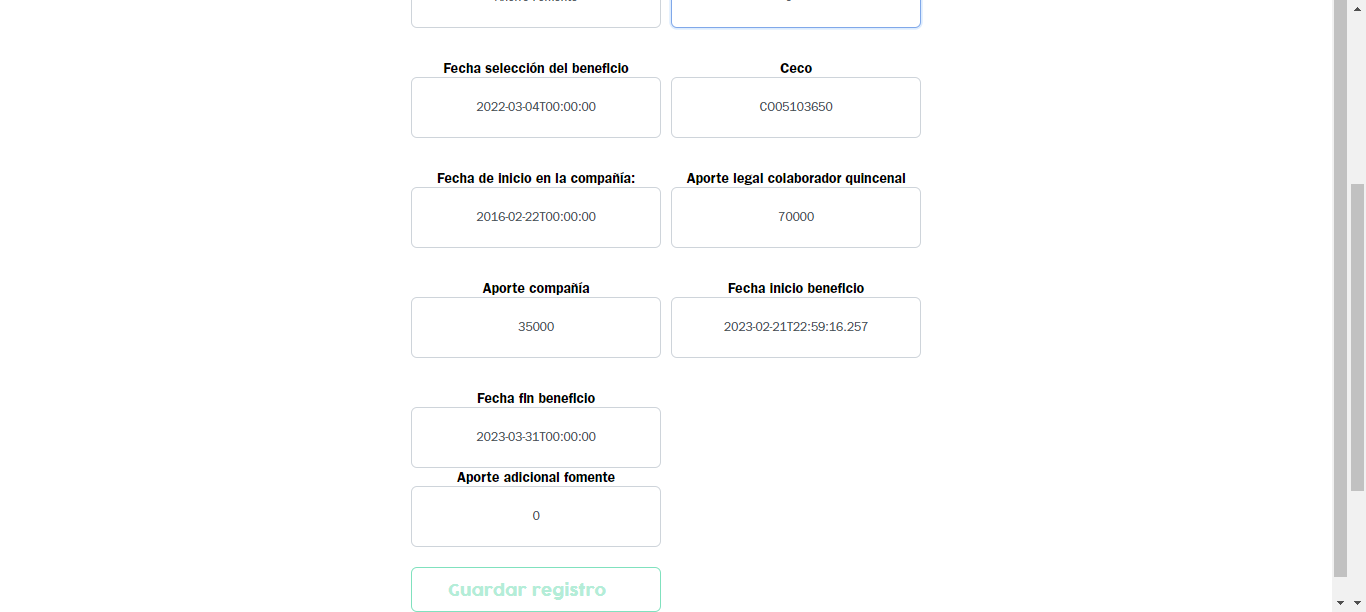 Fecha selección del beneficio
Ceco
2022-03-04T00:00:00
CO05103650
Fecha de inicio en la compañía:
Aporte legal colaborador quincenal
2016-02-22T00:00:00
70000
Aporte compañía
Fecha inicio beneficio
35000
2023-02-21T22:59:16.257
Fecha fin beneficio
2023-03-31T00:00:00
Aporte adicional fomente
0
Guardar registro